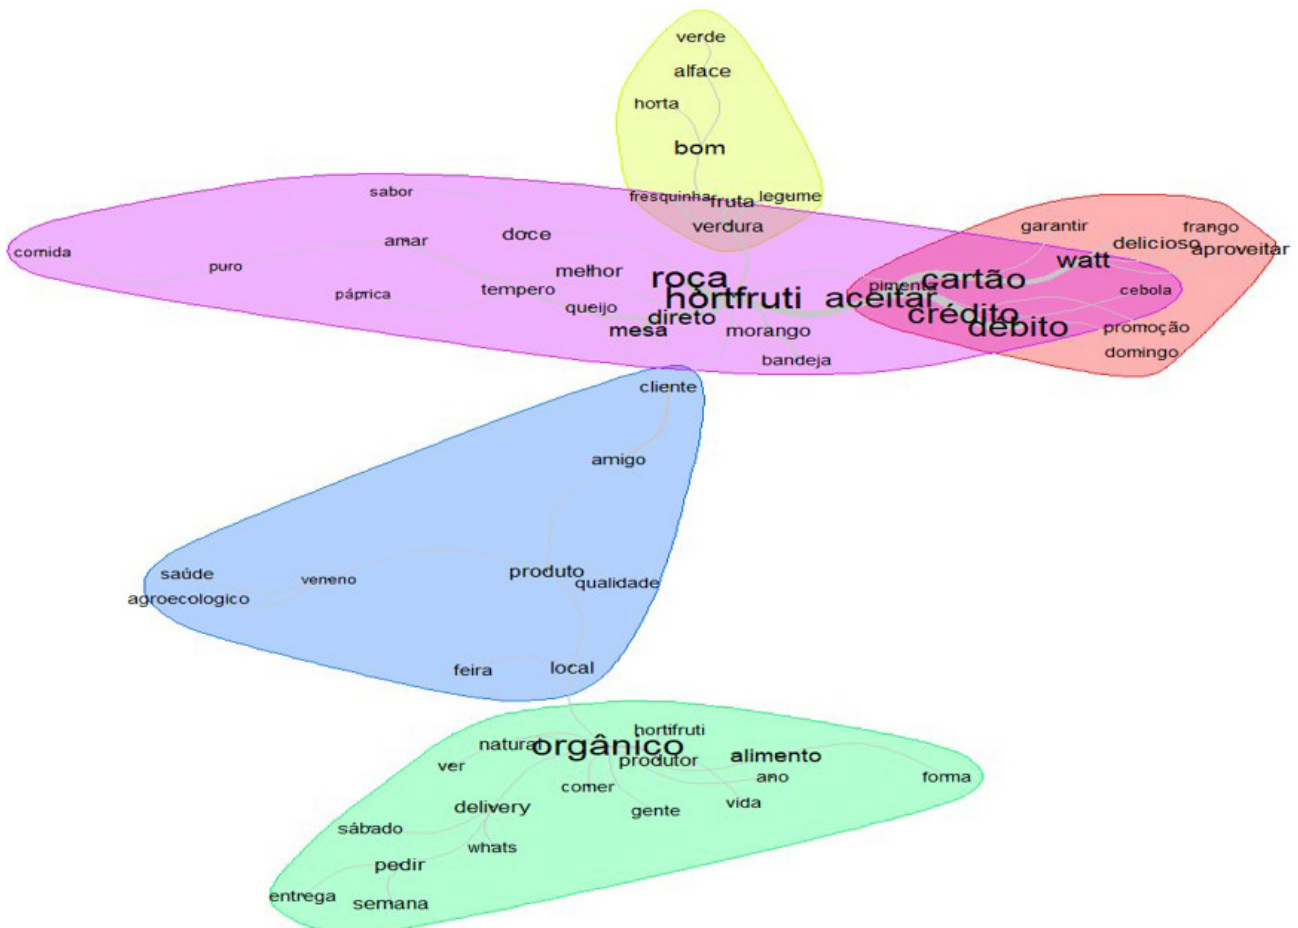 verde
alface
horta
bom
fresquinha
legume
fruta
verdura
sabor
comida
puro
amar
doce
páprica
tempero
melhor
queijo
roca
hortfruti
direto
mesa
morango
bandeja
aceitar
pimenta
cartão
crédito
débito
garantir
frango
delicioso
aproveitar
watt
cebola
promoção
domingo
cliente
amigo
produto
qualidade
saúde
veneno
agroecologico
feira
local
hortifruti
natural
orgânico
produtor
alimento
ver
ano
forma
comer
vida
gente
delivery
sábado
whats
pedir
entrega
semana